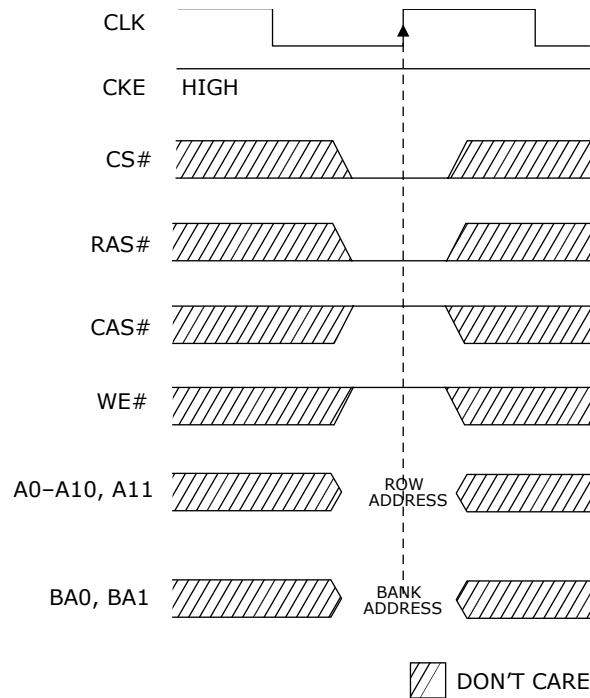 CLK
CKE HIGH
CS#
RAS#
CAS#
WE#
A0–A10, A11
ROW
ADDRESS
BA0, BA1
BANK
ADDRESS
DON'T CARE